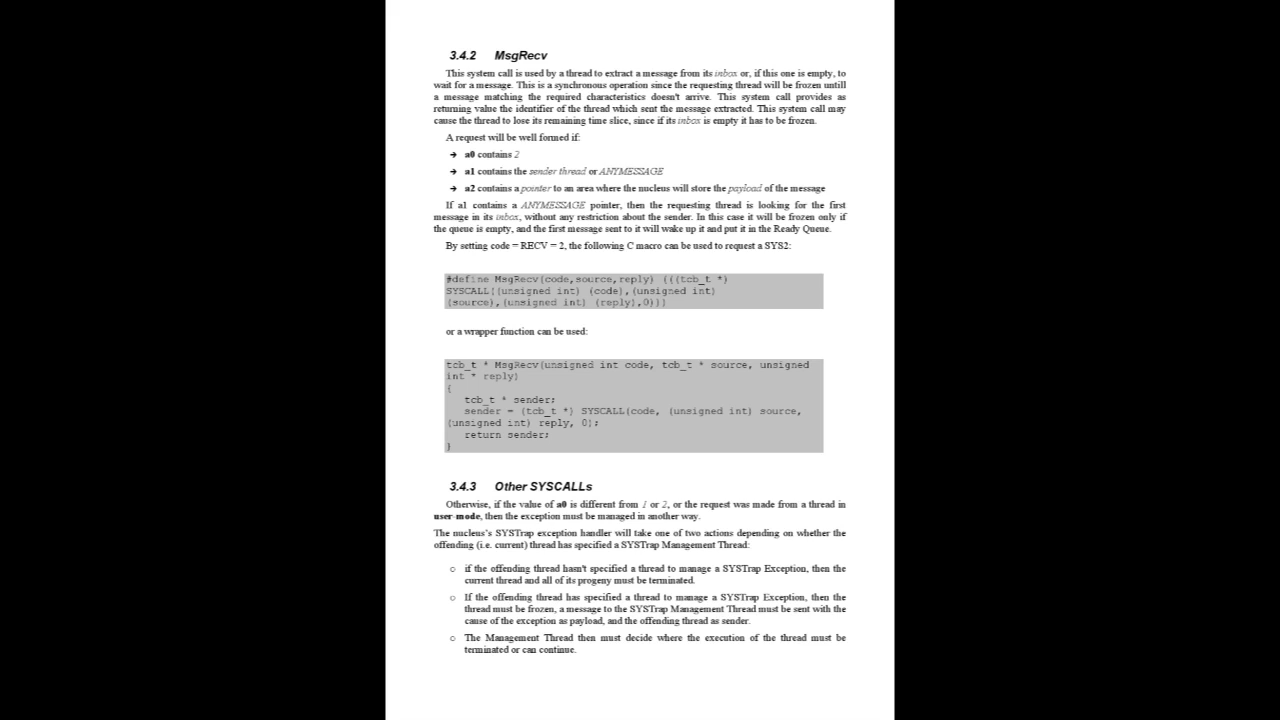 3.4.2 MsgRecv
This system call is used by a thread to extract a message from its inbox or, if this one is empty, to
wait for a message. This is a synchronous operation since the requesting thread will be frozen untill
a message matching the required characteristics doesn't arrive. This system call provides as
returning value the identifier of the thread which sent the message extracted. This system call may
cause the thread to lose its remaining time slice, since if its inbox is empty it has to be frozen.
A request will be well formed if:
➔ a0 contains 2
➔ a1 contains the sender thread or ANYMESSAGE
➔ a2 contains a pointer to an area where the nucleus will store the payload of the message
If a1 contains a ANYMESSAGE pointer, then the requesting thread is looking for the first
message in its inbox, without any restriction about the sender. In this case it will be frozen only if
the queue is empty, and the first message sent to it will wake up it and put it in the Ready Queue.
By setting code = RECV = 2, the following C macro can be used to request a SYS2:
#define MsgRecv(code,source,reply) (((tcb_t *)
SYSCALL((unsigned int) (code),(unsigned int)
(source),(unsigned int) (reply),0)))
or a wrapper function can be used:
tcb_t * MsgRecv(unsigned int code, tcb_t * source, unsigned
int * reply)
{
tcb_t * sender;
sender = (tcb_t *) SYSCALL(code, (unsigned int) source,
(unsigned int) reply, 0);
return sender;
}
3.4.3 Other SYSCALLs
Otherwise, if the value of a0 is different from 1 or 2, or the request was made from a thread in
user-mode, then the exception must be managed in another way.
The nucleus's SYSTrap exception handler will take one of two actions depending on whether the
offending (i.e. current) thread has specified a SYSTrap Management Thread:
○ if the offending thread hasn't specified a thread to manage a SYSTrap Exception, then the
current thread and all of its progeny must be terminated.
○ If the offending thread has specified a thread to manage a SYSTrap Exception, then the
thread must be frozen, a message to the SYSTrap Management Thread must be sent with the
cause of the exception as payload, and the offending thread as sender.
○ The Management Thread then must decide where the execution of the thread must be
terminated or can continue.